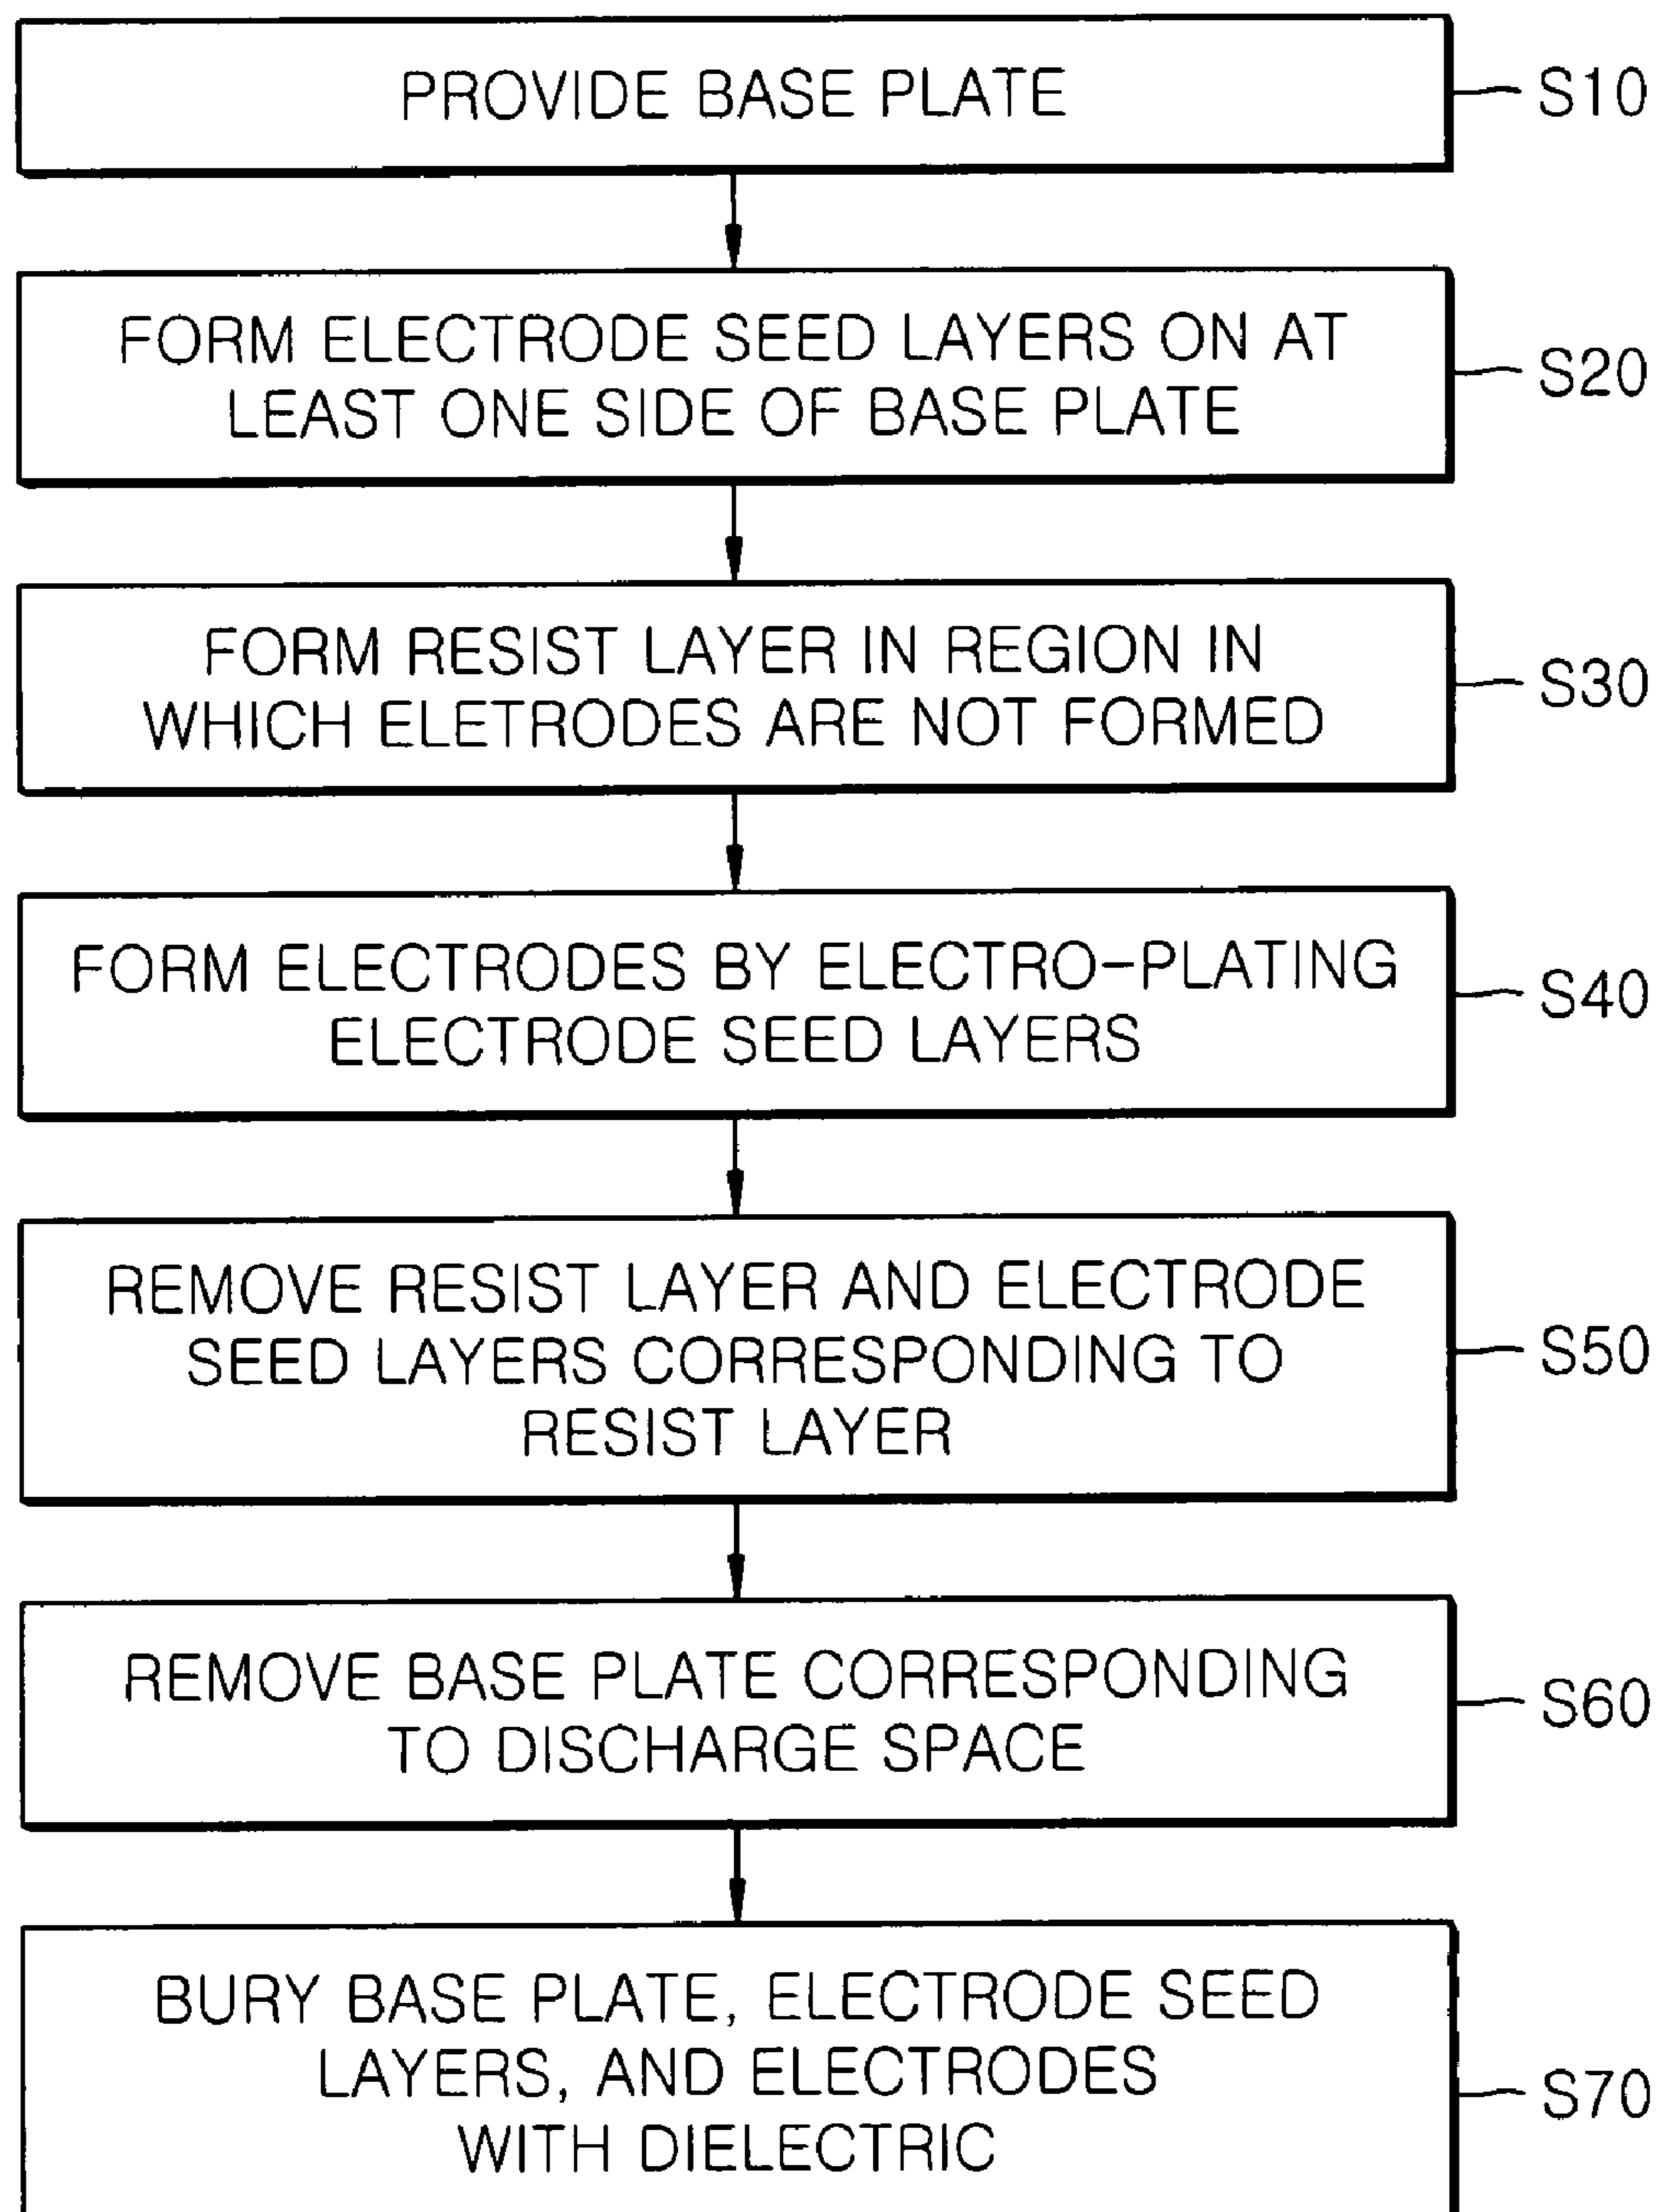 PROVIDE BASE PLATE
S10
FORM ELECTRODE SEED LAYERS ON AT
LEAST ONE SIDE OF BASE PLATE
S20
FORM RESIST LAYER IN REGION IN
WHICH ELETRODES ARE NOT FORMED
S30
FORM ELECTRODES BY ELECTRO-PLATING
ELECTRODE SEED LAYERS
S40
REMOVE RESIST LAYER AND ELECTRODE
SEED LAYERS CORRESPONDING TO
RESIST LAYER
S50
REMOVE BASE PLATE CORRESPONDING
TO DISCHARGE SPACE
S60
BURY BASE PLATE, ELECTRODE SEED
LAYERS, AND ELECTRODES
WITH DIELECTRIC
S70